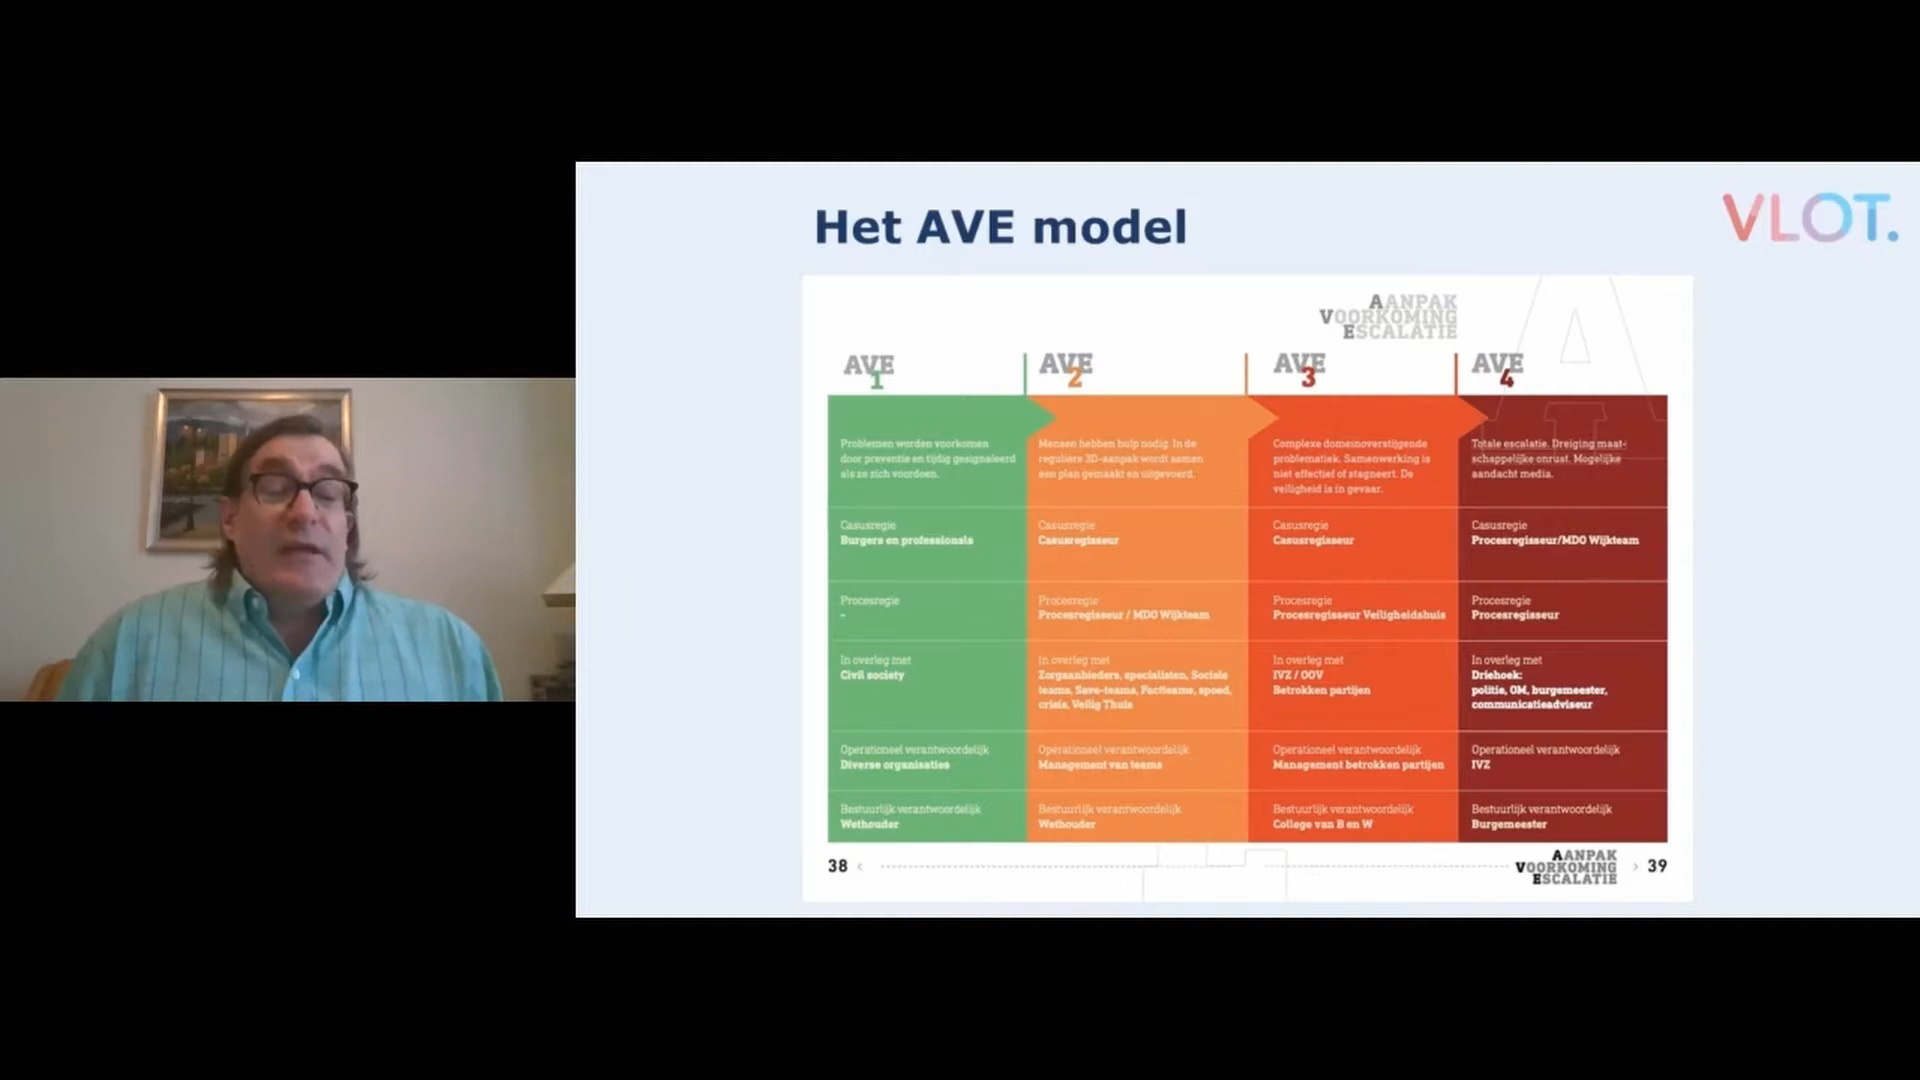 Het AVE model
VLOT.
AANPAK
VOORKOMING
ESCALATIE
AVE
1
AVE
2
AVE
3
AVE
4
Problemen worden voorkomen
door preventie en tijdig gesignaleerd
als ze zich voordoen.
Mensen hebben hulp nodig. In de
reguliere 3D-aanpak wordt samen
een plan gemaakt en uitgevoerd.
Complexe domeinoverstijgende
problematiek. Samenwerking is
niet effectief of stagneert. De
veiligheid is in gevaar.
Totale escalatie. Dreiging maat-
schappelijke onrust. Mogelijke
aandacht media.
Casusregie
Burgers en professionals
Casusregie
Casusregisseur
Casusregie
Casusregisseur
Casusregie
Procesregisseur/MDO Wijkteam
Procesregie
-
Procesregie
Procesregisseur / MDO Wijkteam
Procesregie
Procesregisseur Veiligheidshuis
Procesregie
Procesregisseur
In overleg met
Civil society
In overleg met
Zorgaanbieders, specialisten, Sociale
teams, Save-teams, Factteams, spoed,
crisis, Veilig Thuis
In overleg met
IVZ / OOV
Betrokken partijen
In overleg met
Driehoek:
politie, OM, burgemeester,
communicatieadviseur
Operationeel verantwoordelijk
Diverse organisaties
Operationeel verantwoordelijk
Management van teams
Operationeel verantwoordelijk
Management betrokken partijen
Operationeel verantwoordelijk
IVZ
Bestuurlijk verantwoordelijk
Wethouder
Bestuurlijk verantwoordelijk
Wethouder
Bestuurlijk verantwoordelijk
College van B en W
Bestuurlijk verantwoordelijk
Burgemeester
38
AANPAK
VOORKOMING
ESCALATIE
39